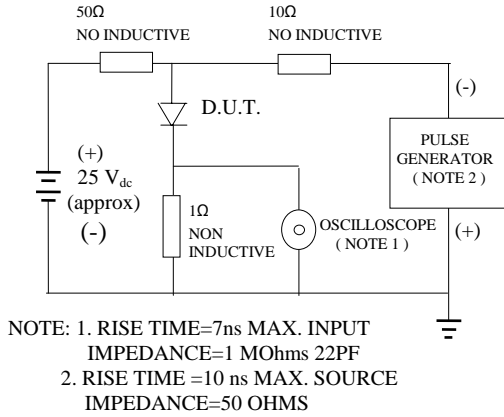 50Ω
NO INDUCTIVE
10Ω
NO INDUCTIVE
(-)
D.U.T.
PULSE
GENERATOR
( NOTE 2 )
(+)
25 Vdc
(approx)
(-)
1Ω
NON
INDUCTIVE
OSCILLOSCOPE
( NOTE 1 )
(+)
NOTE: 1. RISE TIME=7ns MAX. INPUT
IMPEDANCE=1 MOhms 22PF
2. RISE TIME =10 ns MAX. SOURCE
IMPEDANCE=50 OHMS